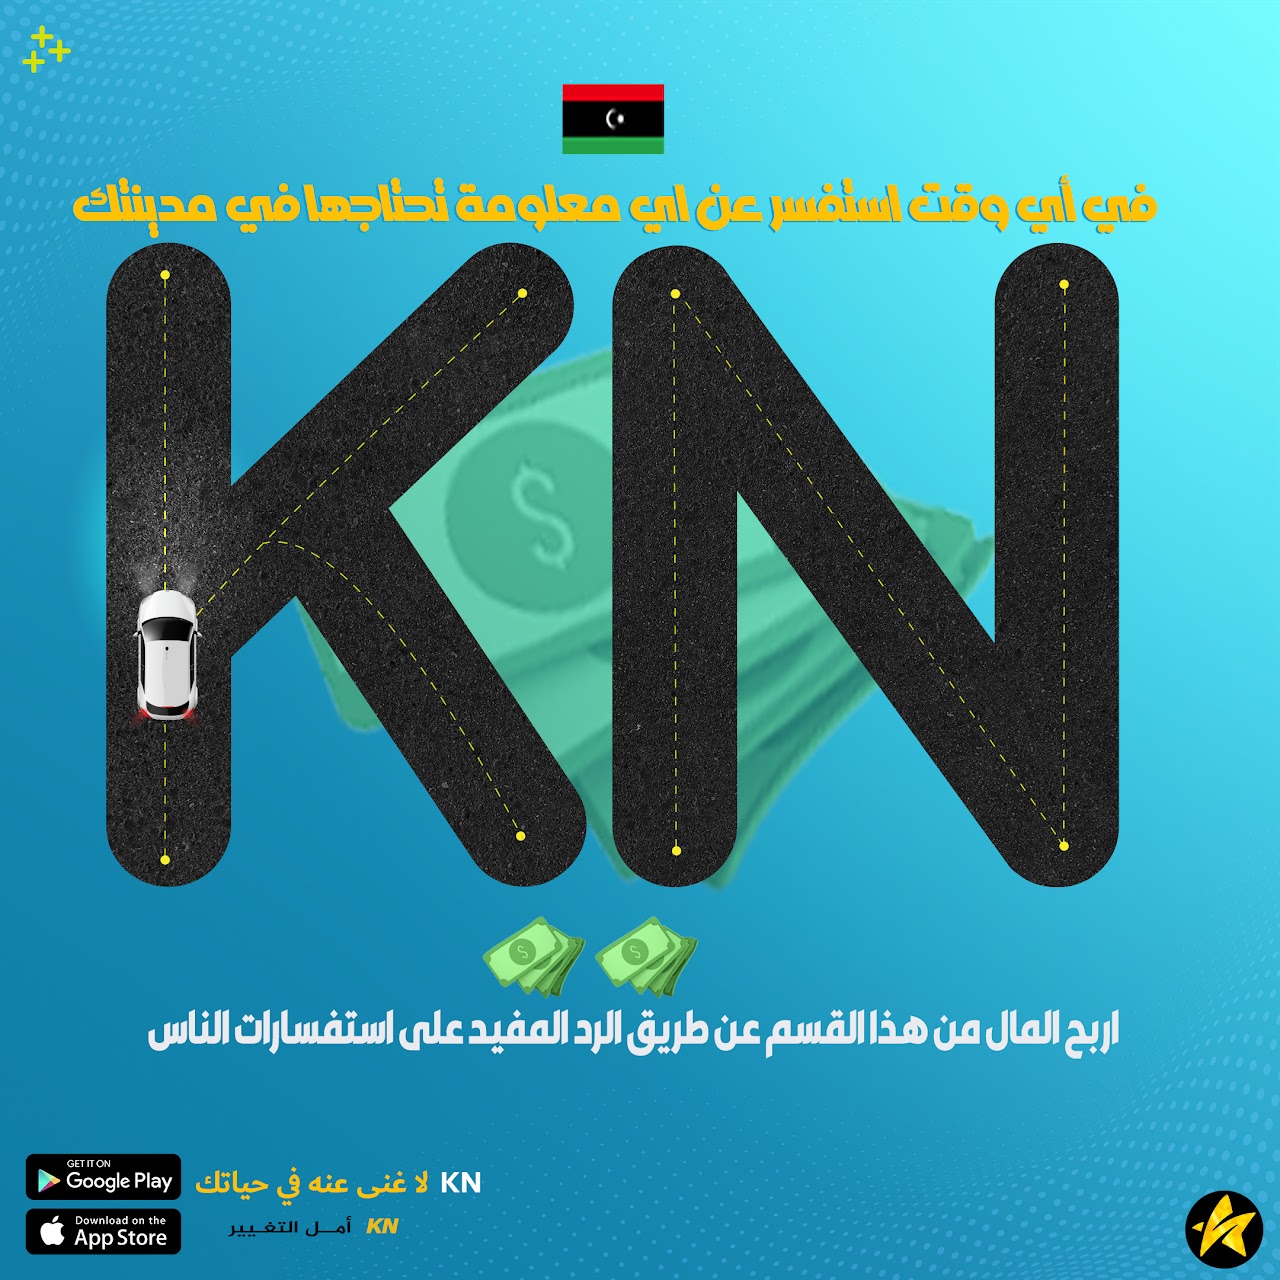 في أي وقت استفسر عن اي معلومة تحتاجها في مدينتك
KN
اربح المال من هذا القسم عن طريق الرد المفيد على استفسارات الناس
GET IT ON
Google Play
KN لا غنى عنه في حياتك
Download on the
App Store
KN أمل التغيير